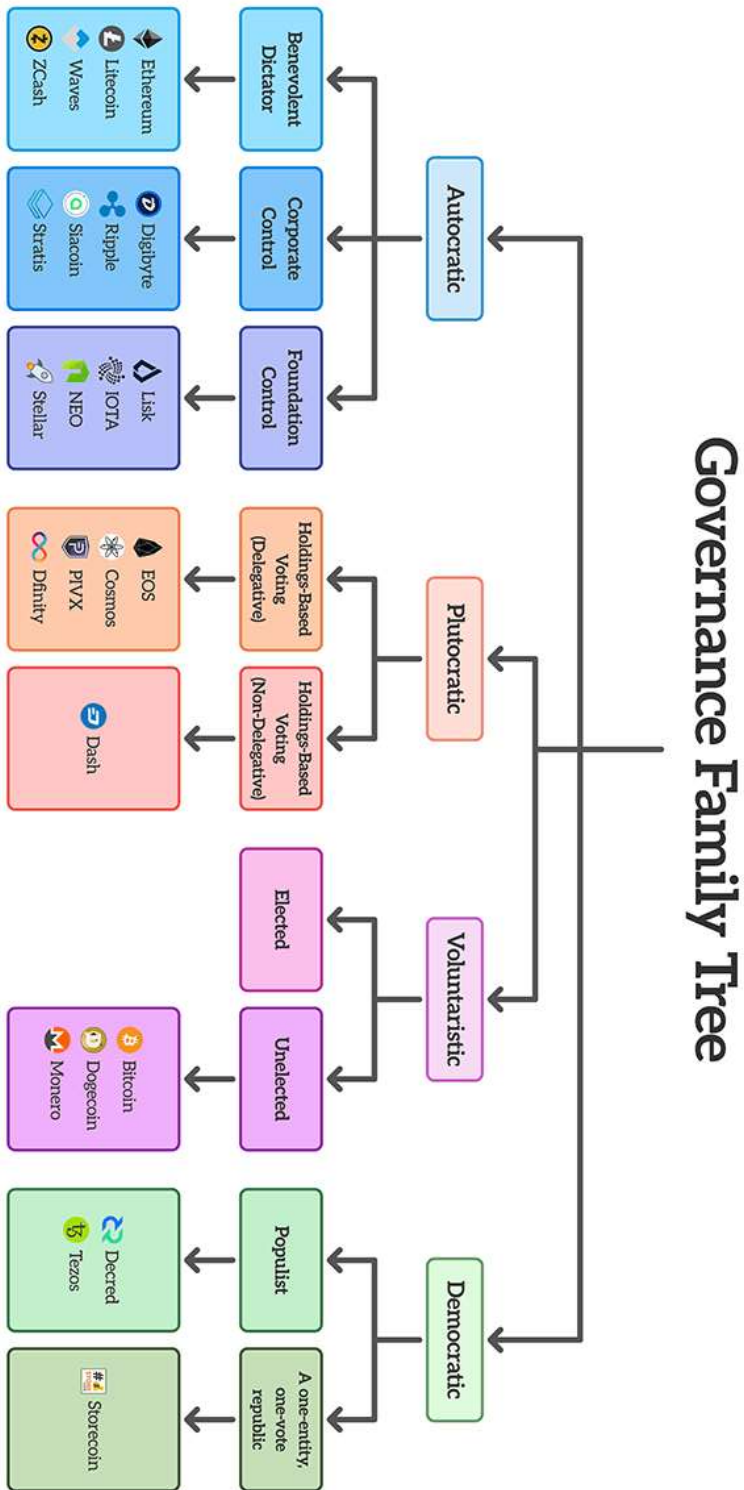 Governance Family Tree
Autocratic
Plutocratic
Voluntaristic
Democratic
Benevolent
Dictator
Corporate
Control
Foundation
Control
Holdings-Based
Voting
(Delegative)
Holdings-Based
Voting
(Non-Delegative)
Elected
Unelected
Populist
A one-entity,
one-vote
republic
Ethereum
Litecoin
Waves
ZCash
Digibyte
Ripple
Siacoin
Stratis
Lisk
IOTA
NEO
Stellar
EOS
Cosmos
PIVX
Dfinity
Dash
Bitcoin
Dogecoin
Monero
Decred
Tezos
Storecoin